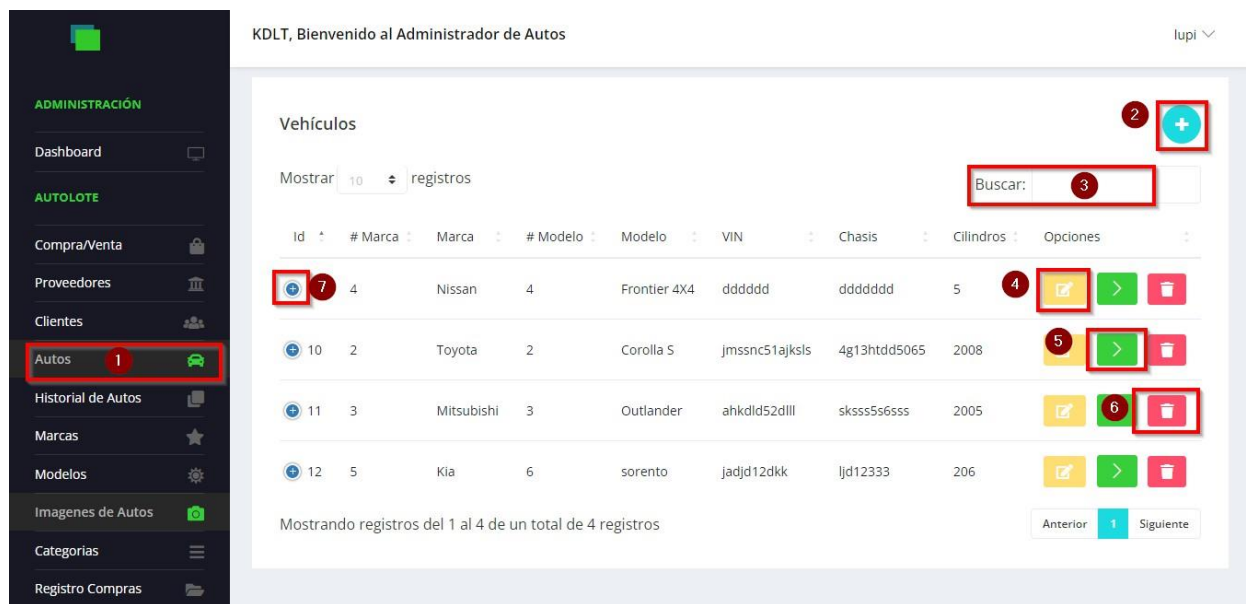 KDLT, Bienvenido al Administrador de Autos lupi
ADMINISTRACIÓN
Dashboard
AUTOLOTE
Compra/Venta
Proveedores
Clientes
Autos 1
Historial de Autos
Marcas
Modelos
Imagenes de Autos
Categorias
Registro Compras
Vehículos 2 +
Mostrar 10 registros Buscar: 3
Id # Marca Marca # Modelo Modelo VIN Chasis Cilindros Opciones
7 4 Nissan 4 Frontier 4X4 dddddd ddddddd 5 4
10 2 Toyota 2 Corolla S jmssnc51ajksls 4g13htdd5065 2008 5
11 3 Mitsubishi 3 Outlander ahkdld52dlll sksss5s6sss 2005 6
12 5 Kia 6 sorento jadjd12dkk ljd12333 206
Mostrando registros del 1 al 4 de un total de 4 registros Anterior 1 Siguiente